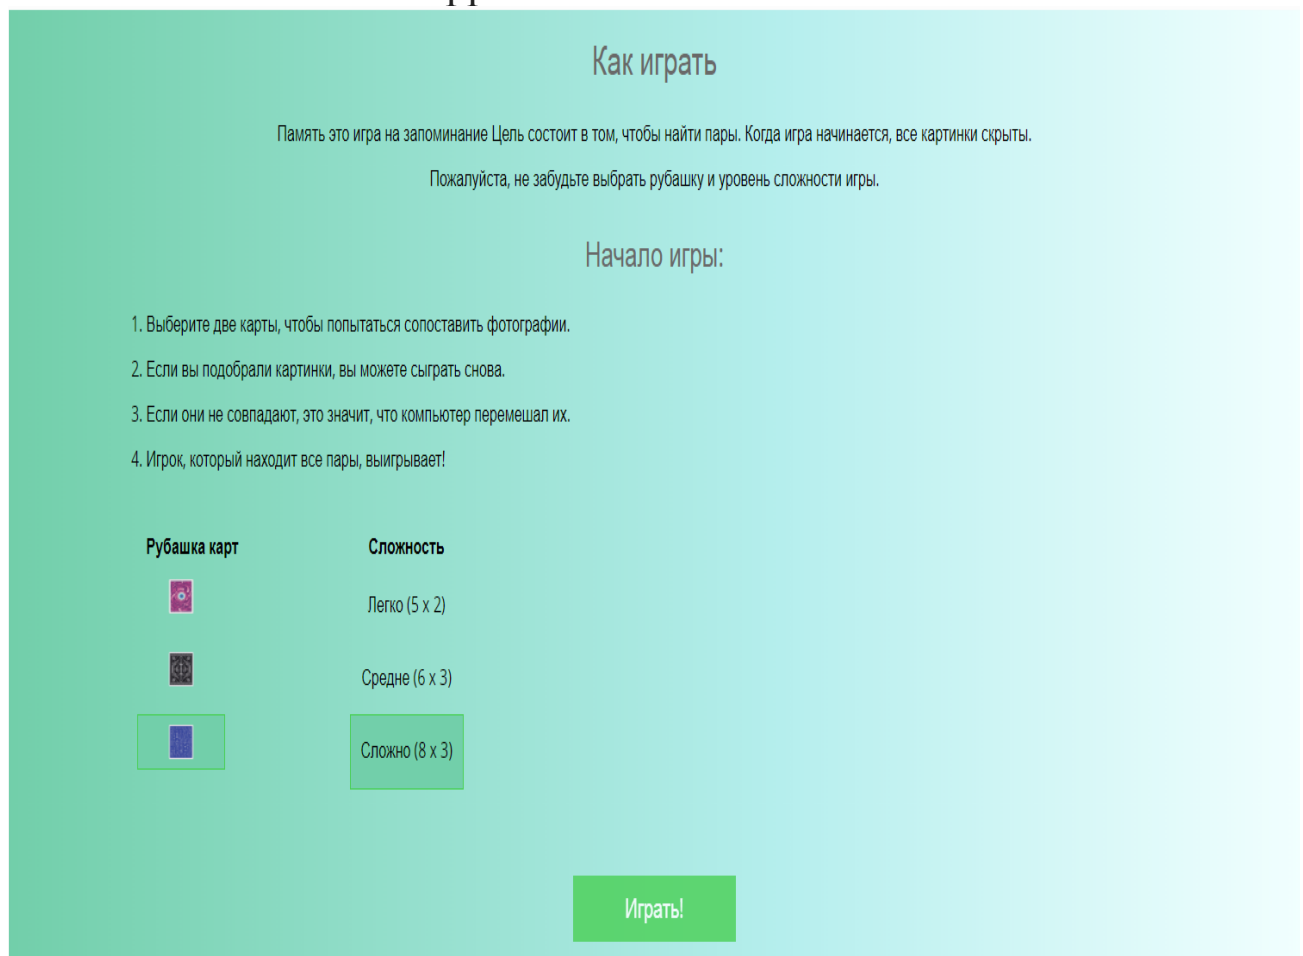 Как играть
Память это игра на запоминание Цель состоит в том, чтобы найти пары. Когда игра начинается, все картинки скрыты.
Пожалуйста, не забудьте выбрать рубашку и уровень сложности игры.
Начало игры:
1. Выберите две карты, чтобы попытаться сопоставить фотографии.
2. Если вы подобрали картинки, вы можете сыграть снова.
3. Если они не совпадают, это значит, что компьютер перемешал их.
4. Игрок, который находит все пары, выигрывает!
Рубашка карт Сложность
Легко (5 x 2)
Средне (6 x 3)
Сложно (8 x 3)
Играть!